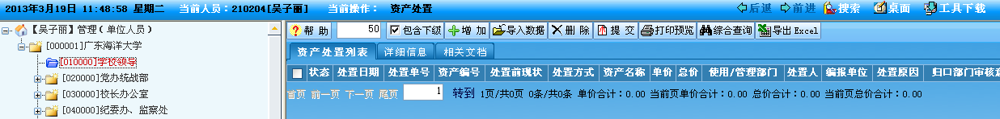 2013年3月19日 11:48:58 星期二 当前人员：210204[吴子丽] 当前操作： 资产处置 后退 前进 搜索 桌面 工具下载
【吴子丽】管理(单位人员)
[000001]广东海洋大学
[010000]学校领导
[020000]党办统战部
[030000]校长办公室
[040000]纪委办、监察处
帮 助 50 包含下级 增 加 导入数据 删 除 提 交 打印预览 综合查询 导出Excel
资产处置列表 详细信息 相关文档
状态 处置日期 处置单号 资产编号 处置前现状 处置方式 资产名称 单价 总价 使用/管理部门 处置人 编报单位 处置原因 归口部门审核意
首页 前一页 下一页 尾页 1 转到 1页/共0页 0条/共0条 单价合计：0.00 当前页单价合计：0.00 总价合计：0.00 当前页总价合计：0.00